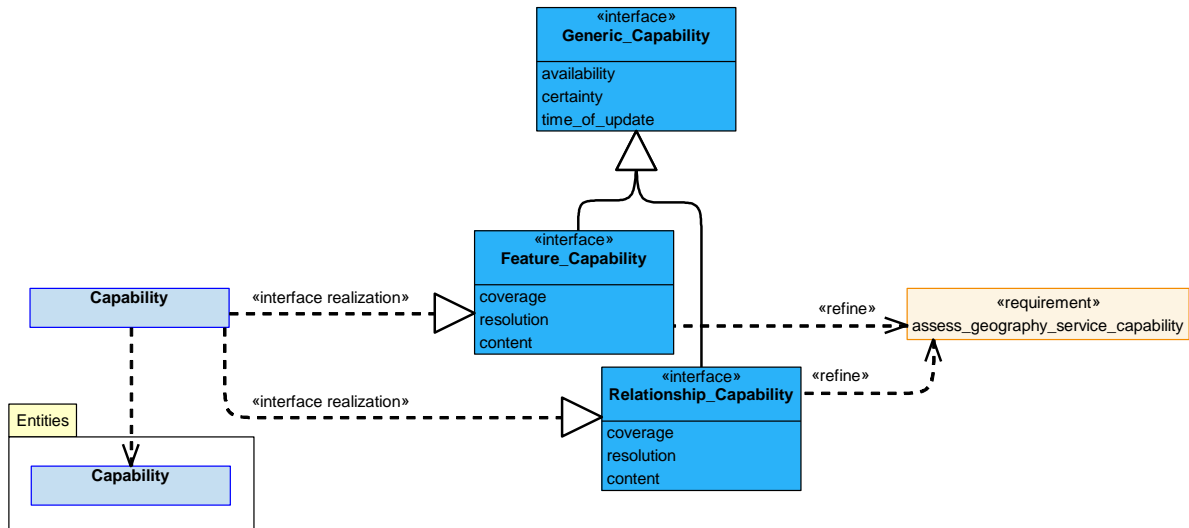 «interface»
Generic_Capability
availability
certainty
time_of_update
«interface»
Feature_Capability
coverage
resolution
content
Capability
«interface realization»
«refine»
«requirement»
assess_geography_service_capability
«interface»
Relationship_Capability
coverage
resolution
content
«refine»
«interface realization»
Entities
Capability